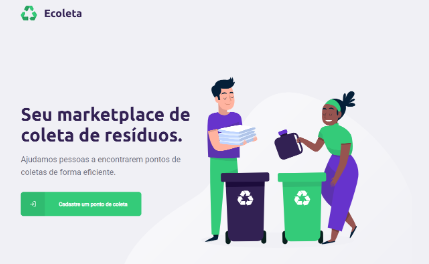 Ecoleta
Seu marketplace de
coleta de resíduos.
Ajudamos pessoas a encontrarem pontos de
coletas de forma eficiente.
Cadastre um ponto de coleta